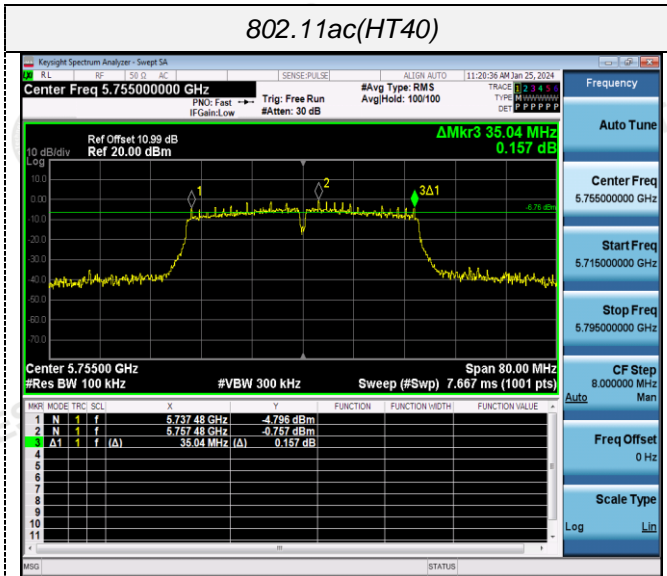 802.11ac(HT40)
Keysight Spectrum Analyzer - Swept SA
RL RF 50 Ω AC SENSE:PULSE ALIGN AUTO 11:20:36 AM Jan 25, 2024
Center Freq 5.755000000 GHz
PNO: Fast
IFGain:Low
Trig: Free Run
#Atten: 30 dB
#Avg Type: RMS
Avg|Hold: 100/100
TRACE 1 2 3 4 5 6
TYPE M W W W W W
DET P P P P P P
Ref Offset 10.99 dB
10 dB/div Ref 20.00 dBm
ΔMkr3 35.04 MHz
0.157 dB
Log
10.0
0.00
-10.0
-20.0
-30.0
-40.0
-50.0
-60.0
-70.0
1
2
3Δ1
-6.76 dBm
Center 5.75500 GHz Span 80.00 MHz
#Res BW 100 kHz #VBW 300 kHz Sweep (#Swp) 7.667 ms (1001 pts)
MKR MODE TRC SCL X Y FUNCTION FUNCTION WIDTH FUNCTION VALUE
1 N 1 f 5.737 48 GHz -4.796 dBm
2 N 1 f 5.757 48 GHz -0.757 dBm
3 Δ1 1 f (Δ) 35.04 MHz (Δ) 0.157 dB
4
5
6
7
8
9
10
11
MSG STATUS
Frequency
Auto Tune
Center Freq
5.755000000 GHz
Start Freq
5.715000000 GHz
Stop Freq
5.795000000 GHz
CF Step
8.000000 MHz
Auto Man
Freq Offset
0 Hz
Scale Type
Log Lin